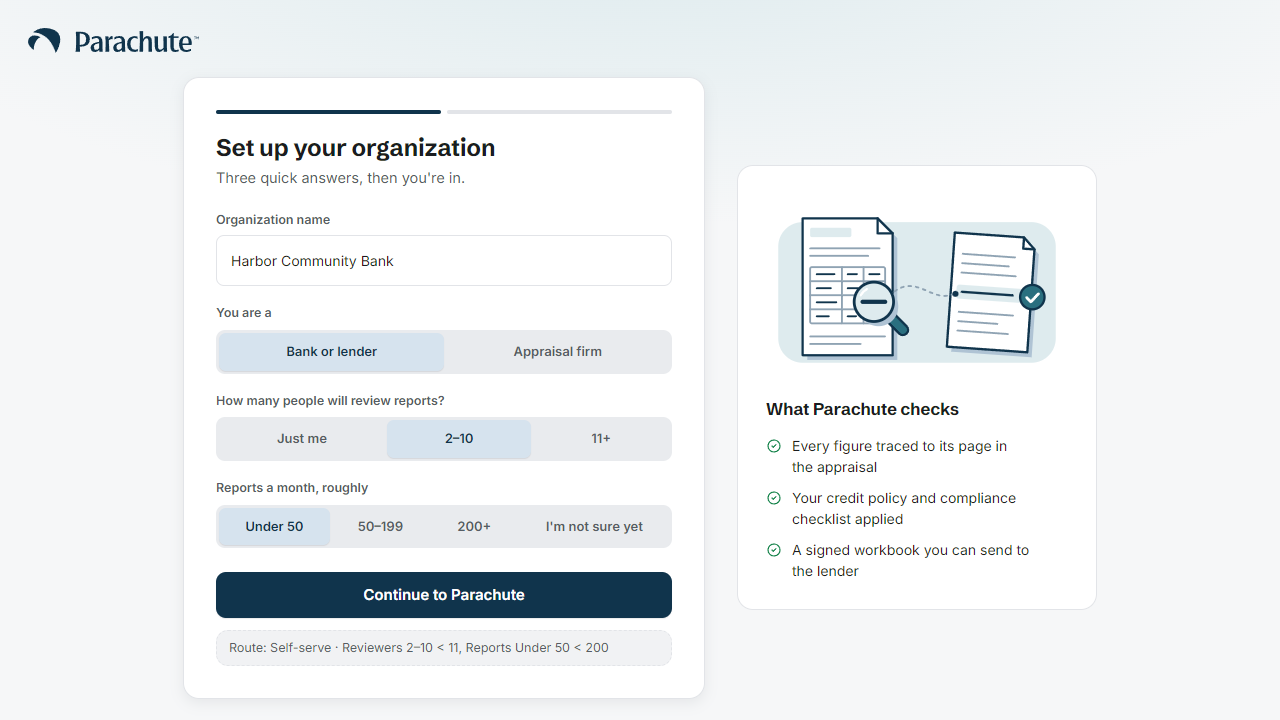 Parachute™
Set up your organization
Three quick answers, then you're in.
Organization name
Harbor Community Bank
You are a
Bank or lender
Appraisal firm
How many people will review reports?
Just me
2–10
11+
Reports a month, roughly
Under 50
50–199
200+
I'm not sure yet
Continue to Parachute
Route: Self-serve · Reviewers 2–10 < 11, Reports Under 50 < 200
What Parachute checks
Every figure traced to its page in
the appraisal
Your credit policy and compliance
checklist applied
A signed workbook you can send to
the lender